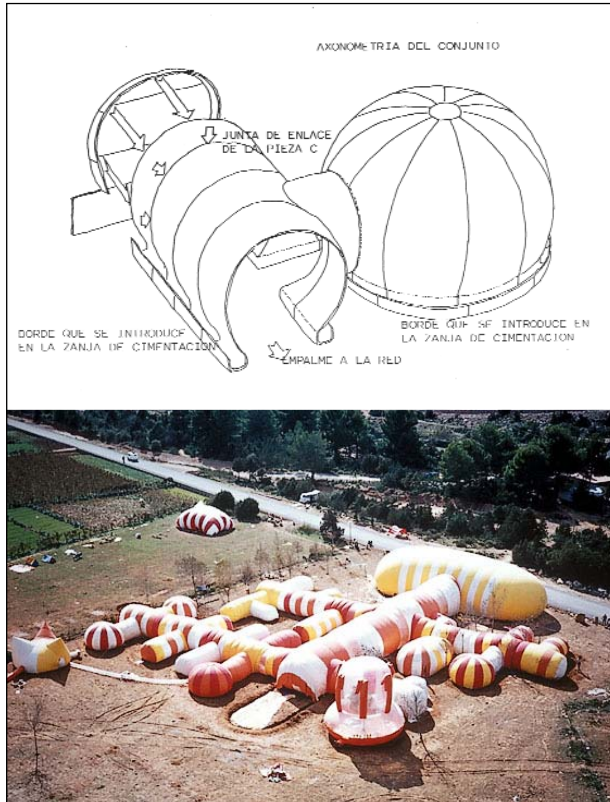 AXONOMETRIA DEL CONJUNTO
JUNTA DE ENLACE
DE LA PIEZA C
BORDE QUE SE INTRODUCE
EN LA ZANJA DE CIMENTACION
EMPALME A LA RED
BORDE QUE SE INTRODUCE EN
LA ZANJA DE CIMENTACION
11